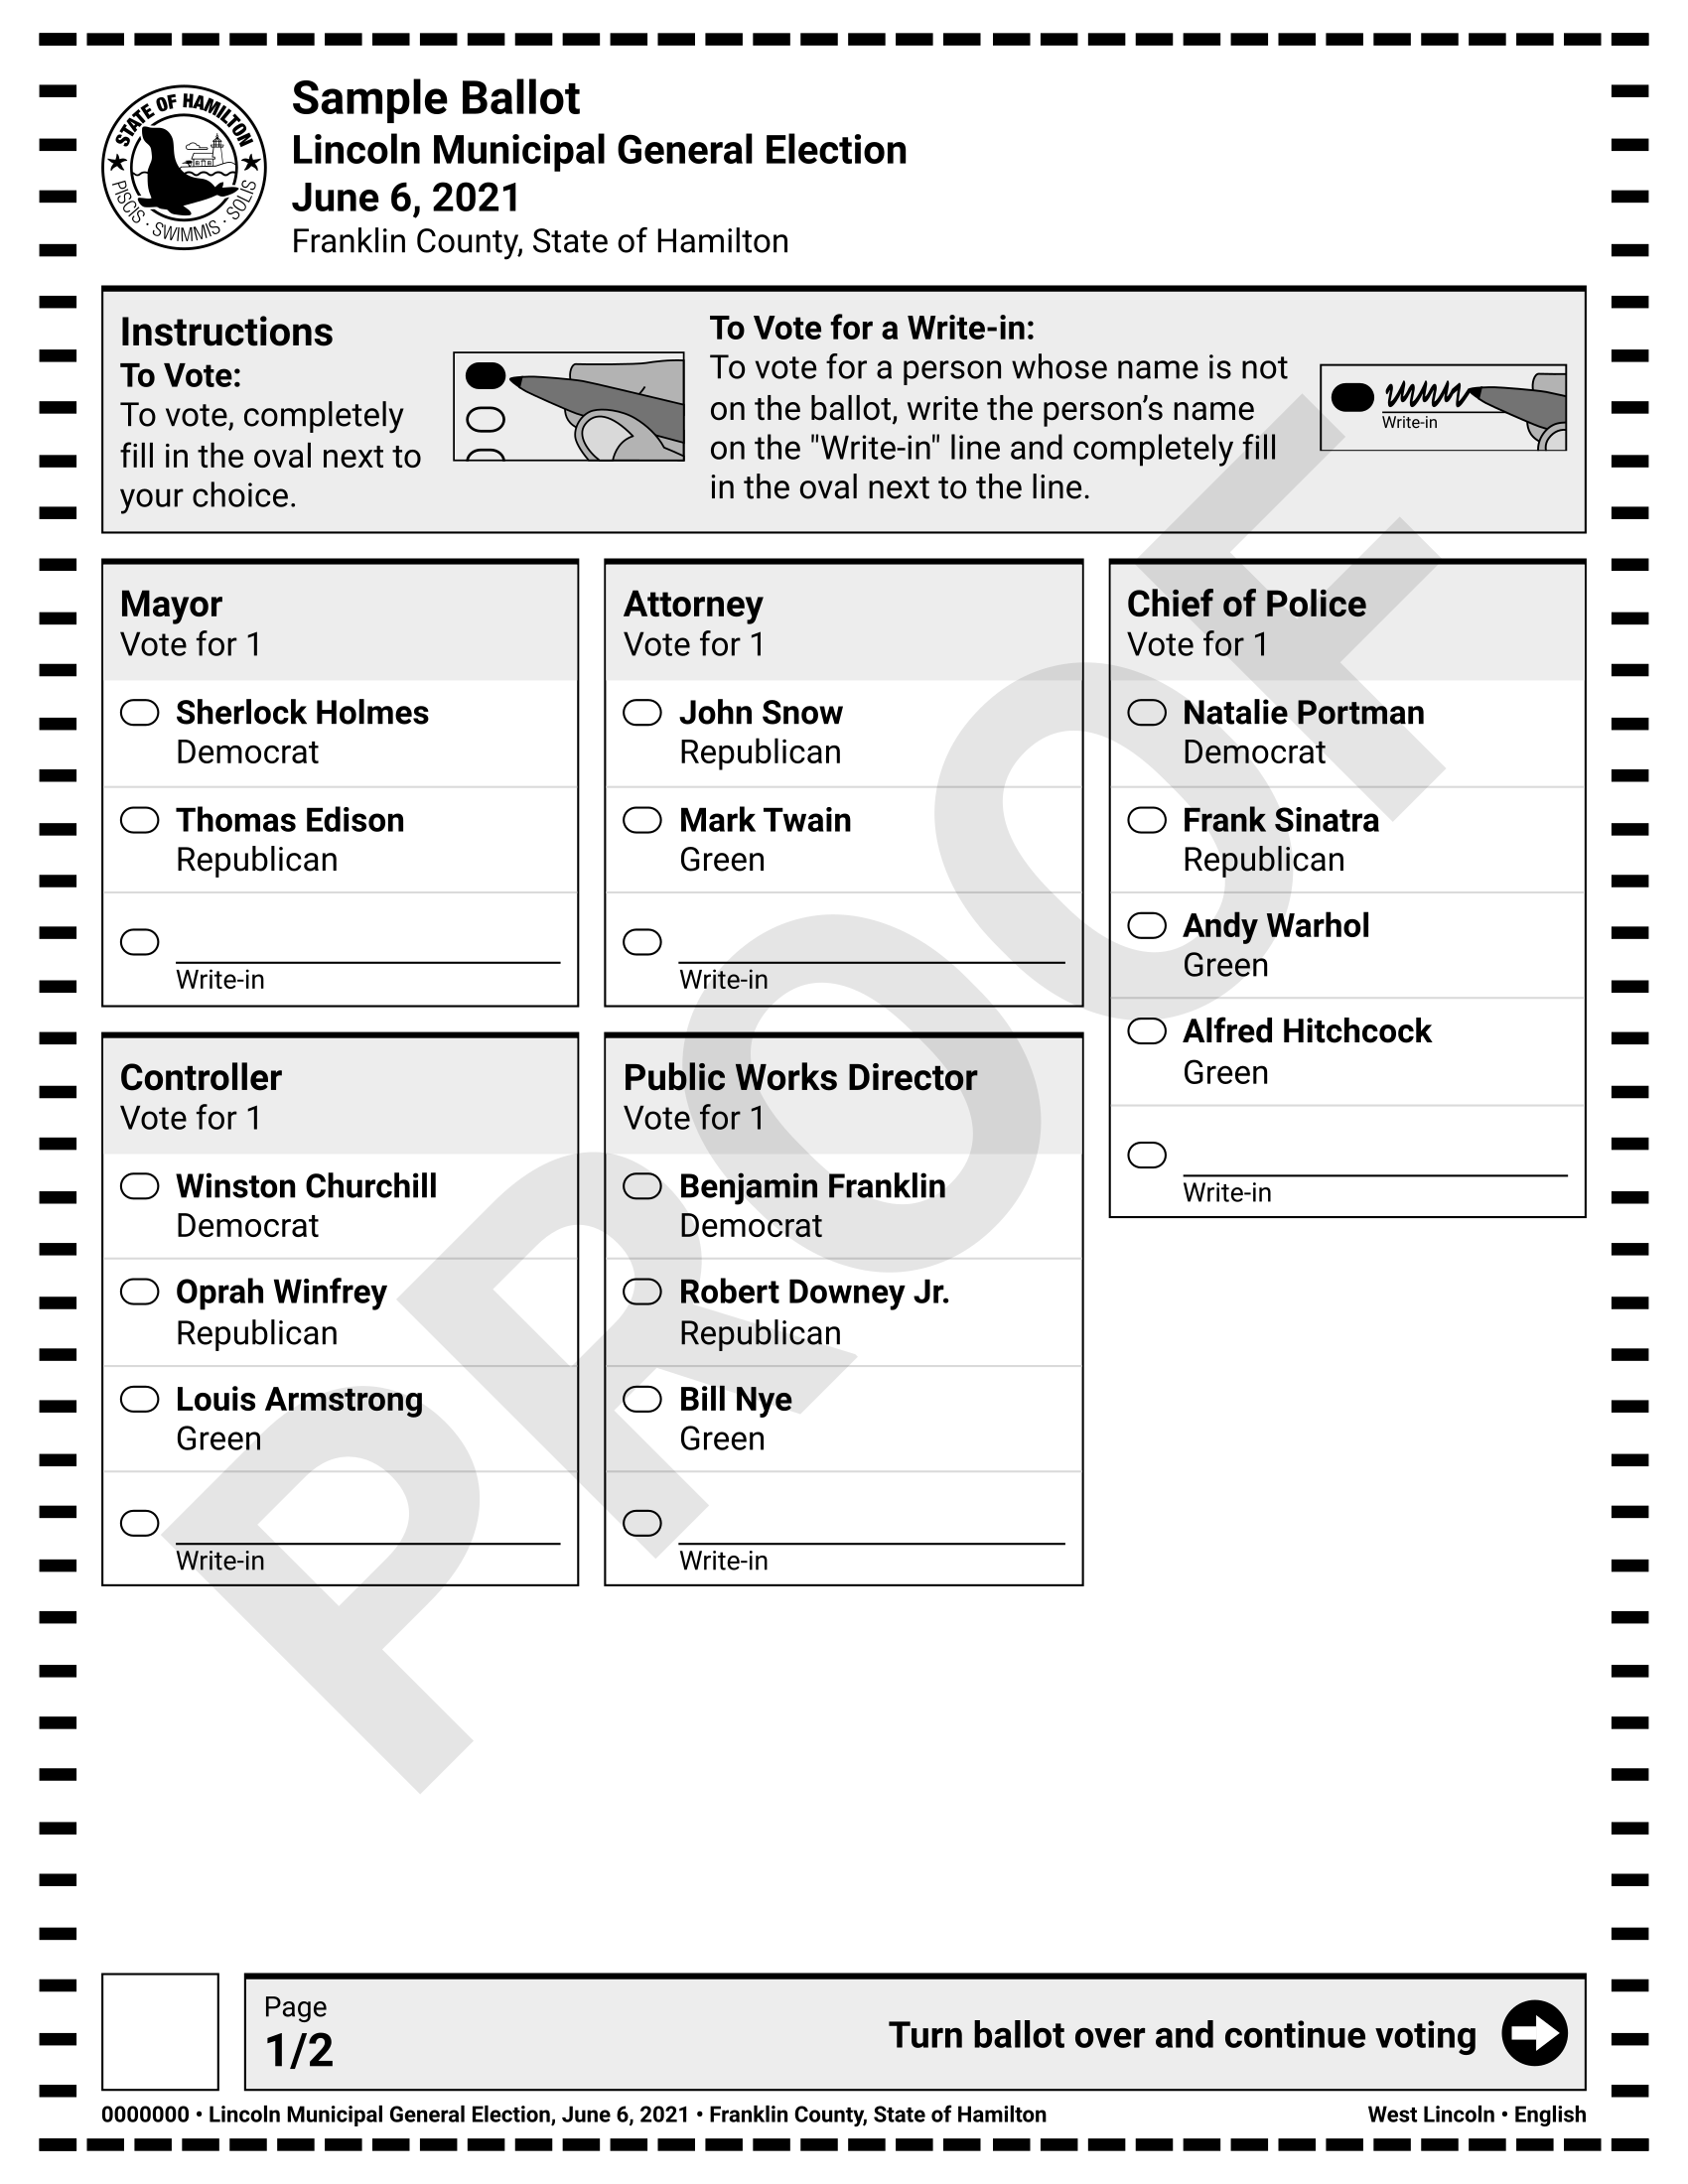 STATE OF HAMILTON
PISCIS · SWIMMIS · SOLIS
Sample Ballot
Lincoln Municipal General Election
June 6, 2021
Franklin County, State of Hamilton
Instructions
To Vote:
To vote, completely
fill in the oval next to
your choice.
To Vote for a Write-in:
To vote for a person whose name is not
on the ballot, write the person’s name
on the "Write-in" line and completely fill
in the oval next to the line.
Write-in
Mayor
Vote for 1
Sherlock Holmes
Democrat
Thomas Edison
Republican
Write-in
Controller
Vote for 1
Winston Churchill
Democrat
Oprah Winfrey
Republican
Louis Armstrong
Green
Write-in
Attorney
Vote for 1
John Snow
Republican
Mark Twain
Green
Write-in
Public Works Director
Vote for 1
Benjamin Franklin
Democrat
Robert Downey Jr.
Republican
Bill Nye
Green
Write-in
Chief of Police
Vote for 1
Natalie Portman
Democrat
Frank Sinatra
Republican
Andy Warhol
Green
Alfred Hitchcock
Green
Write-in
PROOF
Page
1/2
Turn ballot over and continue voting
0000000 • Lincoln Municipal General Election, June 6, 2021 • Franklin County, State of Hamilton
West Lincoln • English